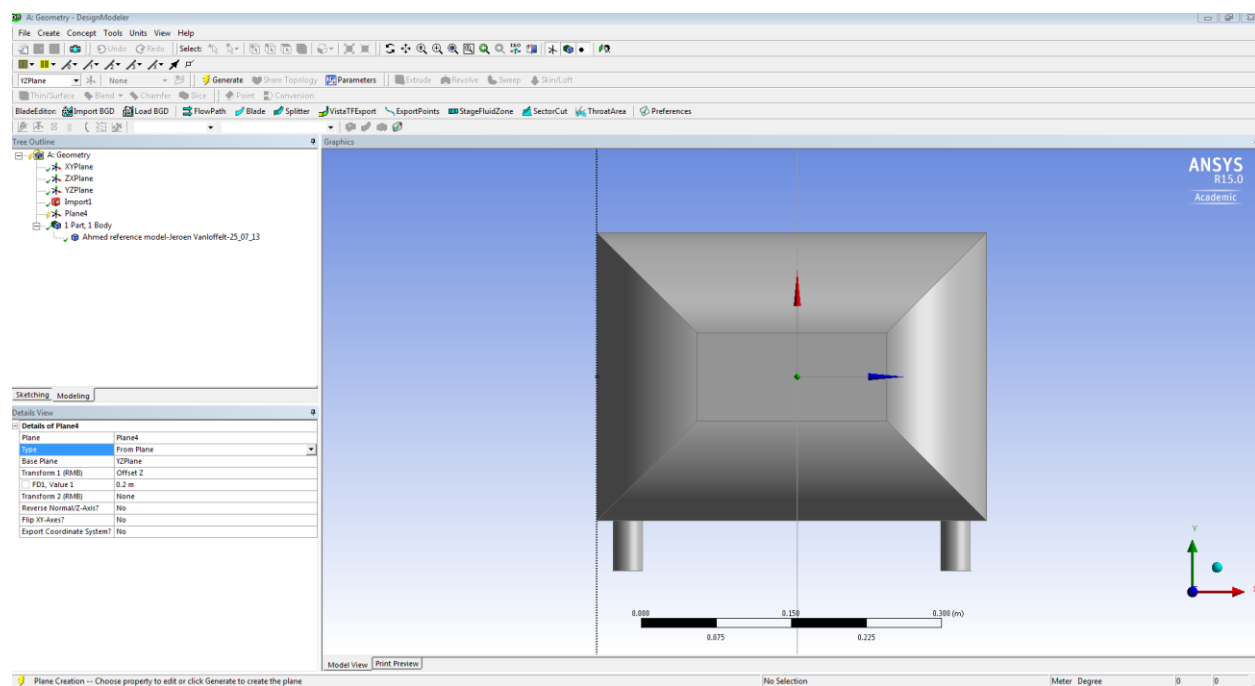 A: Geometry - DesignModeler
File Create Concept Tools Units View Help
Undo Redo Select:
YZPlane None Generate Share Topology Parameters Extrude Revolve Sweep Skin/Loft
Thin/Surface Blend Chamfer Slice Point Conversion
BladeEditor: Import BGD Load BGD FlowPath Blade Splitter VistaTFExport ExportPoints StageFluidZone SectorCut ThroatArea Preferences
Tree Outline
A: Geometry
XYPlane
ZXPlane
YZPlane
Import1
Plane4
1 Part, 1 Body
Ahmed reference model-Jeroen Vanloffelt-25_07_13
Sketching Modeling
Details View
Details of Plane4
Plane Plane4
Type From Plane
Base Plane YZPlane
Transform 1 (RMB) Offset Z
FD1, Value 1 0.2 m
Transform 2 (RMB) None
Reverse Normal/Z-Axis? No
Flip XY-Axes? No
Export Coordinate System? No
Graphics
ANSYS
R15.0
Academic
Y
X
0.000 0.150 0.300 (m)
0.075 0.225
Model View Print Preview
Plane Creation -- Choose property to edit or click Generate to create the plane No Selection Meter Degree 0 0